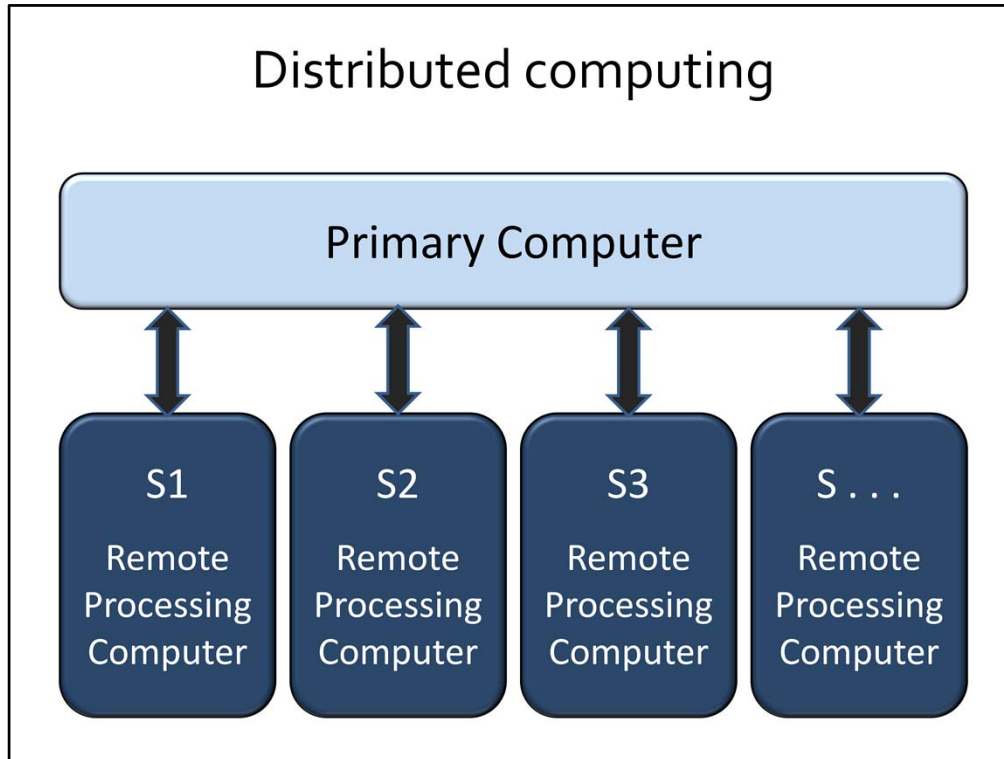 Distributed computing
Primary Computer
S1
Remote
Processing
Computer
S2
Remote
Processing
Computer
S3
Remote
Processing
Computer
S . . .
Remote
Processing
Computer